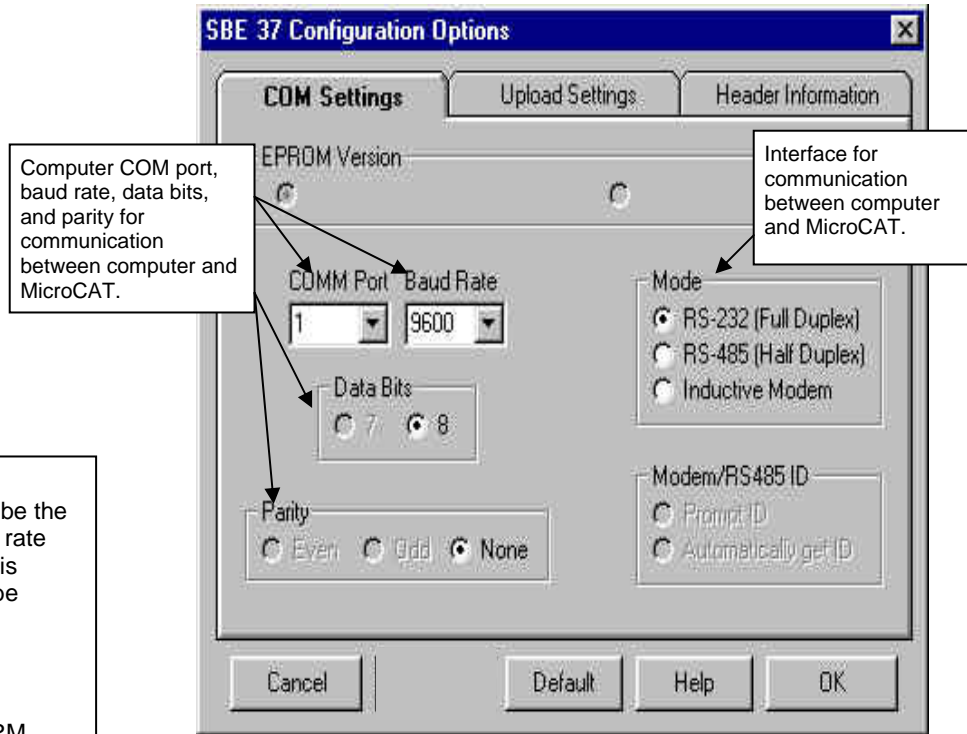 SBE 37 Configuration Options
COM Settings
Upload Settings
Header Information
EPROM Version
Computer COM port,
baud rate, data bits,
and parity for
communication
between computer and
MicroCAT.
Interface for
communication
between computer
and MicroCAT.
COMM Port Baud Rate
1 9600
Mode
RS-232 (Full Duplex)
RS-485 (Half Duplex)
Inductive Modem
Data Bits
7 8
be the
rate
is
Parity
Even Odd None
Modem/RS485 ID
Prompt ID
Automatically get ID
Cancel
Default
Help
OK